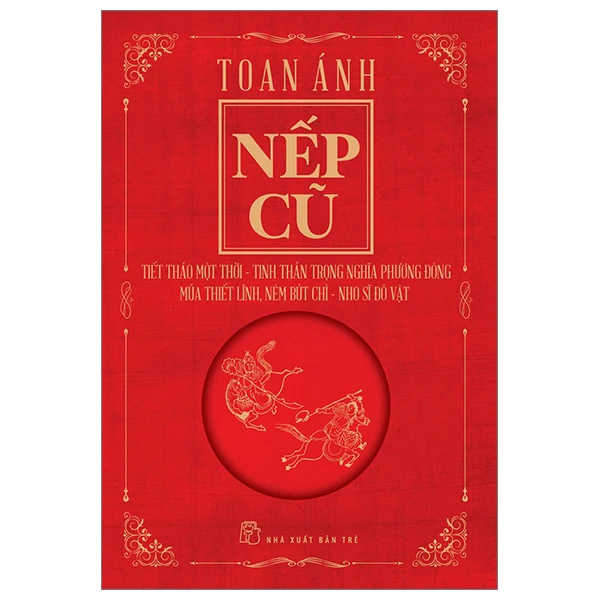 TOAN ÁNH
NẾP
CŨ
TIẾT THÁO MỘT THỜI - TINH THẦN TRỌNG NGHĨA PHƯƠNG ĐÔNG
MÚA THIẾT LĨNH, NÉM BÚT CHÌ - NHO SĨ ĐÔ VẬT
NHÀ XUẤT BẢN TRẺ